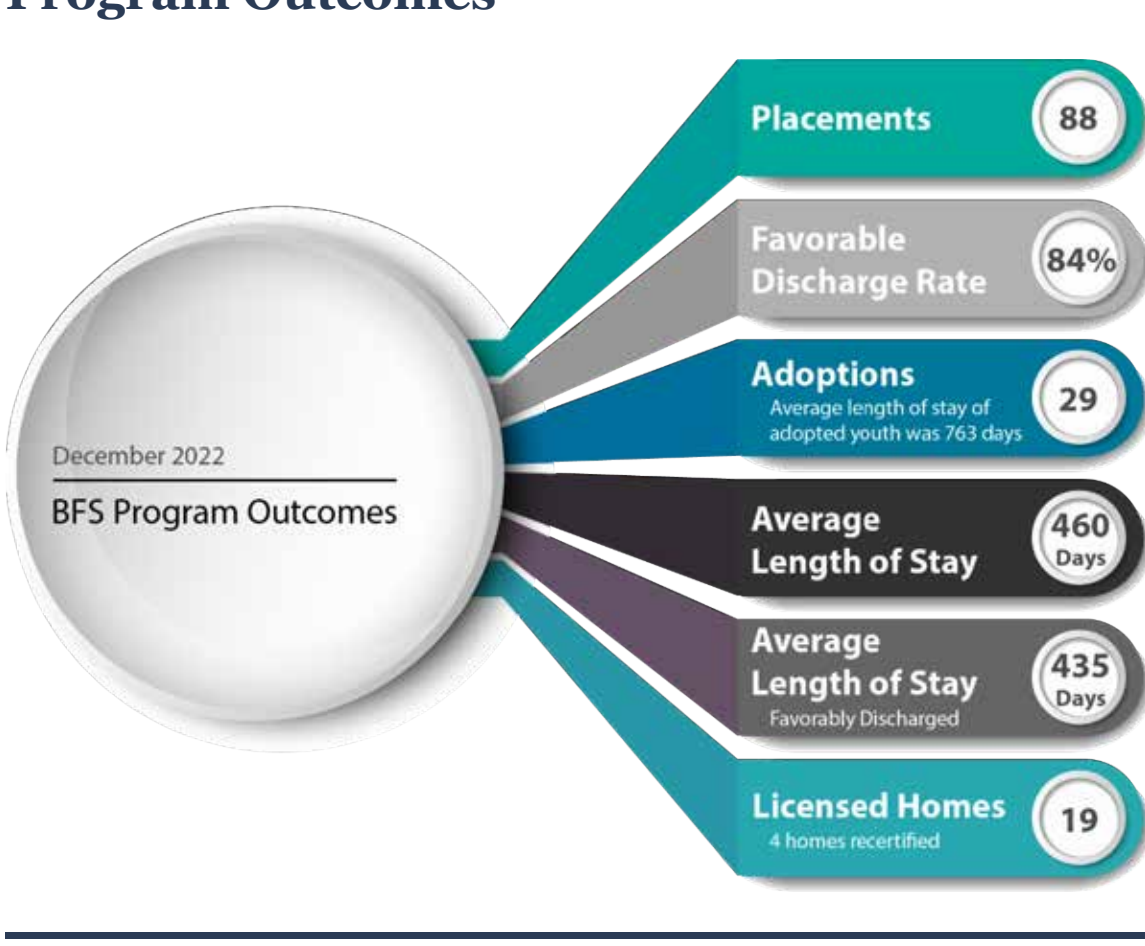 Program Outcomes
December 2022
BFS Program Outcomes
Placements
88
Favorable
Discharge Rate
84%
Adoptions
Average length of stay of
adopted youth was 763 days
29
Average
Length of Stay
460
Days
Average
Length of Stay
Favorably Discharged
435
Days
Licensed Homes
4 homes recertified
19